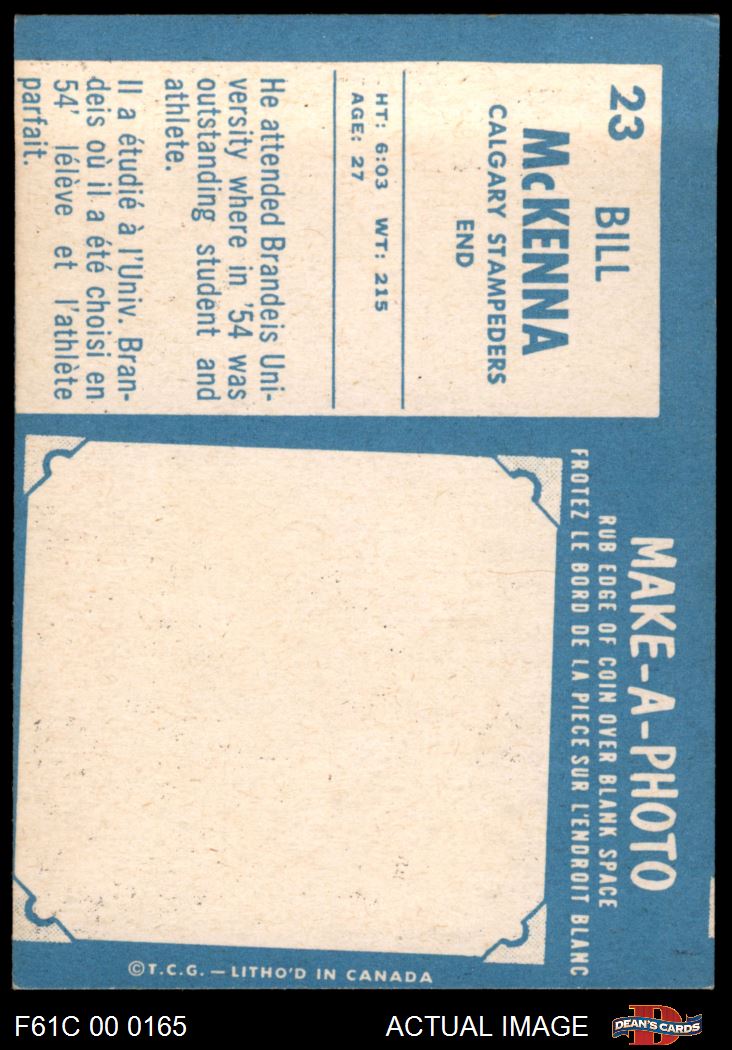 23 BILL
McKENNA
CALGARY STAMPEDERS
END
HT: 6:03 WT: 215
AGE: 27
He attended Brandeis Uni-
versity where in '54 was
outstanding student and
athlete.
Il a étudié à l'Univ. Bran-
deis où il a été choisi en
54' lélève et l'athlète
parfait.
MAKE-A-PHOTO
RUB EDGE OF COIN OVER BLANK SPACE
FROTEZ LE BORD DE LA PIECE SUR L'ENDROIT BLANC
©T.C.G.—LITHO'D IN CANADA
F61C 00 0165
ACTUAL IMAGE
D
DEAN'S CARDS